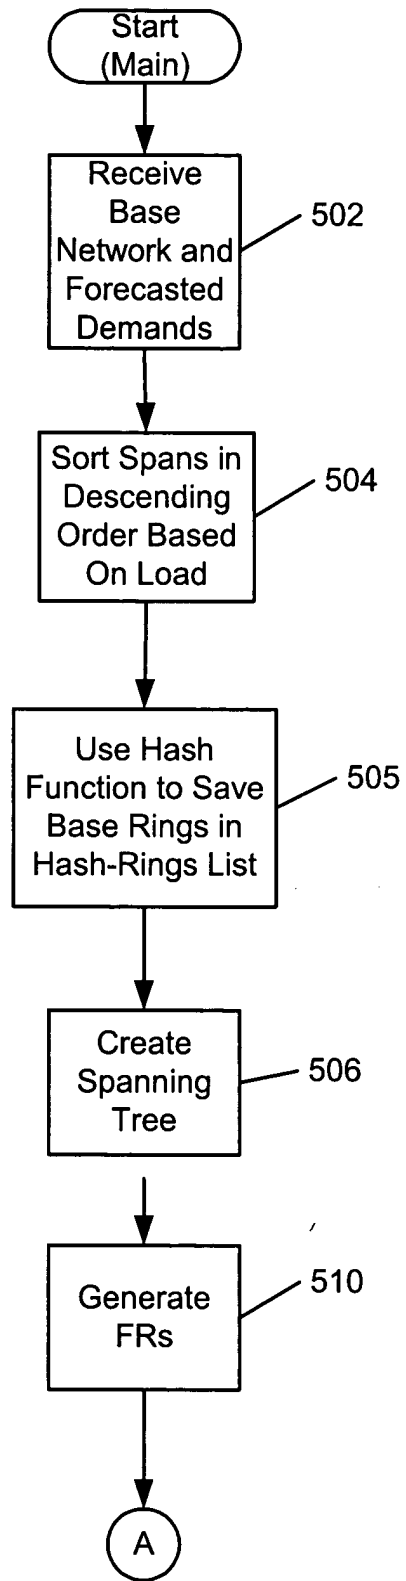 Start
(Main)
Receive
Base
Network and
Forecasted
Demands
502
Sort Spans in
Descending
Order Based
On Load
504
Use Hash
Function to Save
Base Rings in
Hash-Rings List
505
Create
Spanning
Tree
506
Generate
FRs
510
A